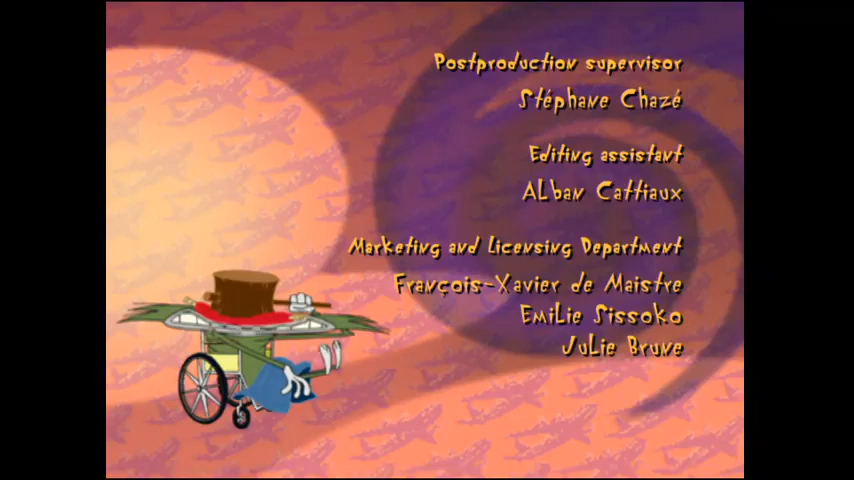 Postproduction supervisor
Stéphane Chazé
Editing assistant
Alban Cattiaux
Marketing and Licensing Department
François-Xavier de Maistre
Emilie Sissoko
Julie Brune